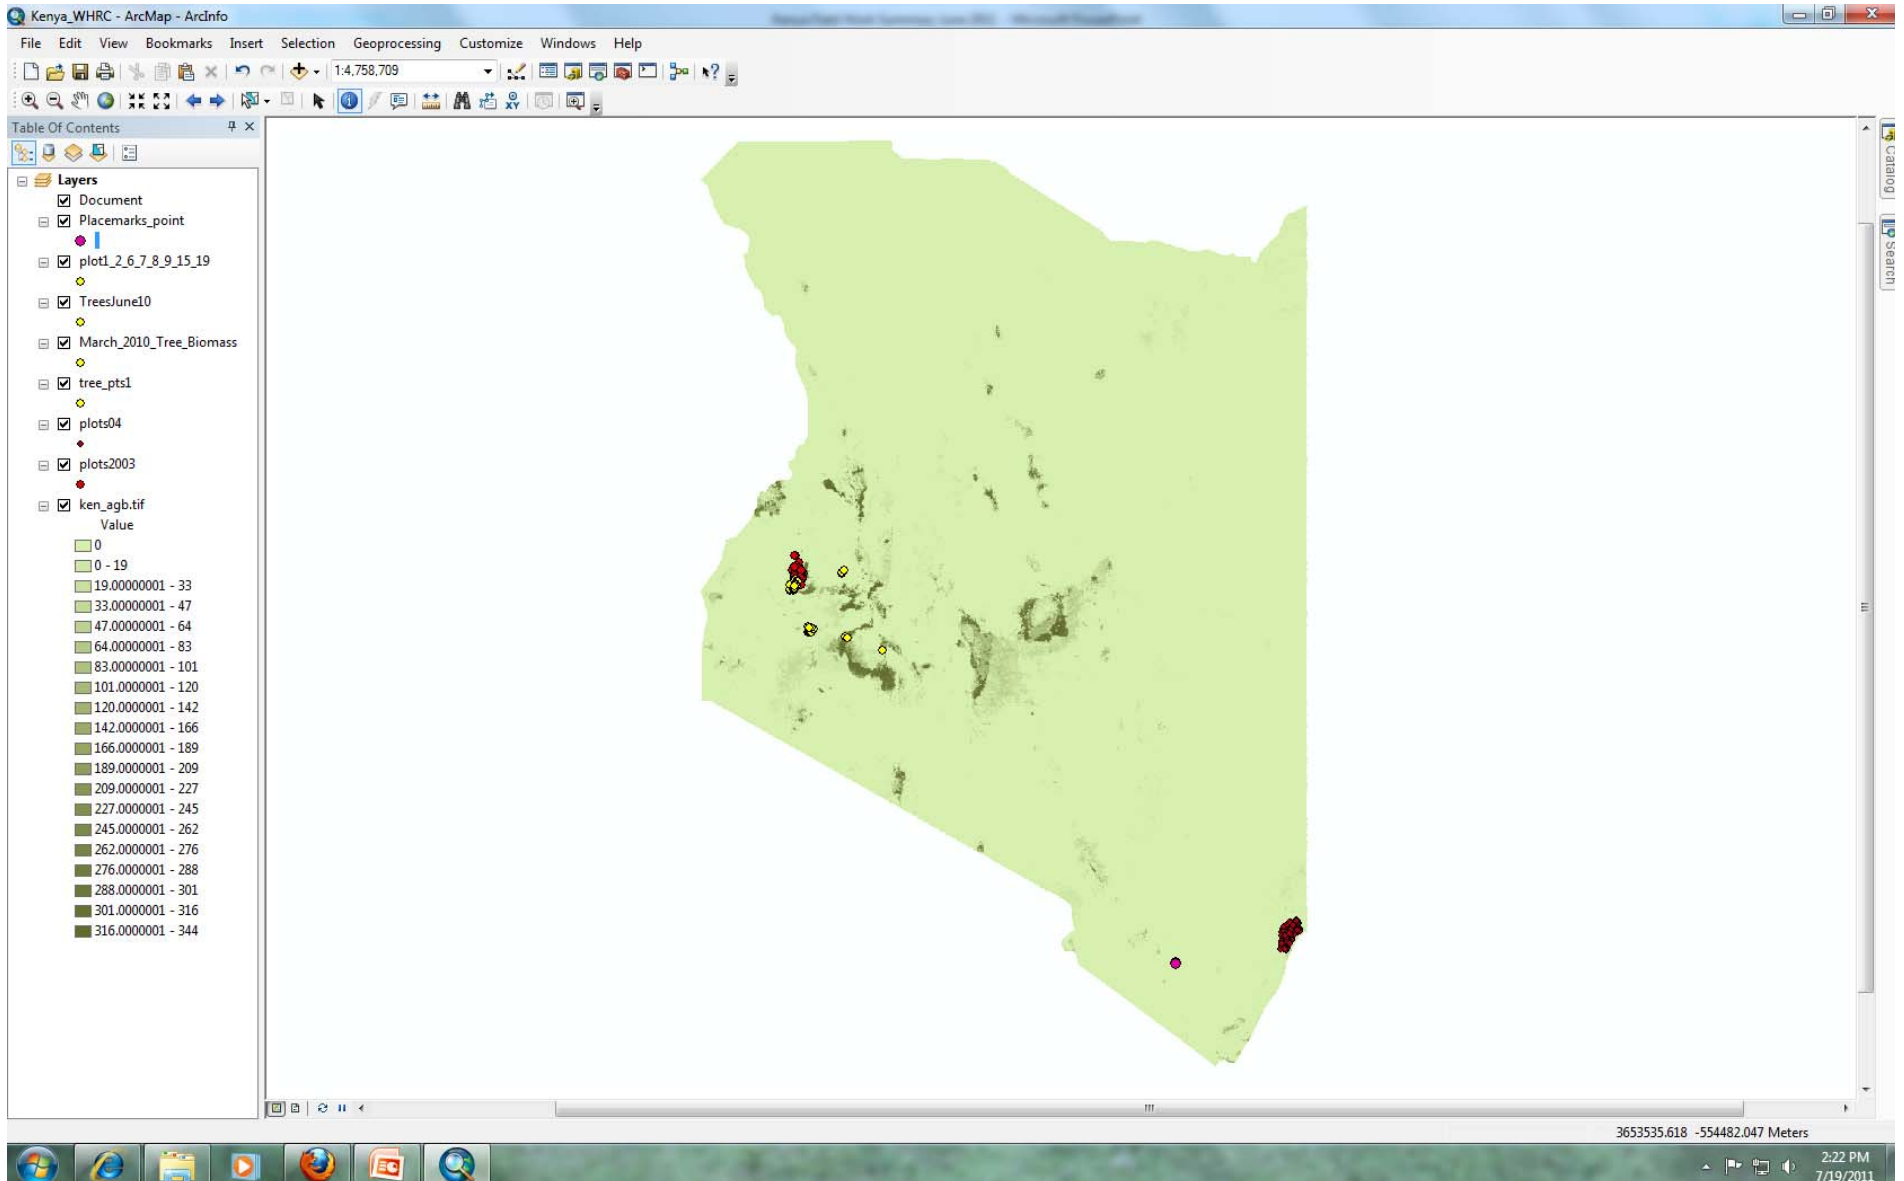 Kenya_WHRC - ArcMap - ArcInfo
File Edit View Bookmarks Insert Selection Geoprocessing Customize Windows Help
1:4,758,709
Table Of Contents
Layers
Document
Placemarks_point
plot1_2_6_7_8_9_15_19
TreesJune10
March_2010_Tree_Biomass
tree_pts1
plots04
plots2003
ken_agb.tif
Value
0
0 - 19
19.00000001 - 33
33.00000001 - 47
47.00000001 - 64
64.00000001 - 83
83.00000001 - 101
101.0000001 - 120
120.0000001 - 142
142.0000001 - 166
166.0000001 - 189
189.0000001 - 209
209.0000001 - 227
227.0000001 - 245
245.0000001 - 262
262.0000001 - 276
276.0000001 - 288
288.0000001 - 301
301.0000001 - 316
316.0000001 - 344
Catalog
Search
3653535.618 -554482.047 Meters
2:22 PM
7/19/2011